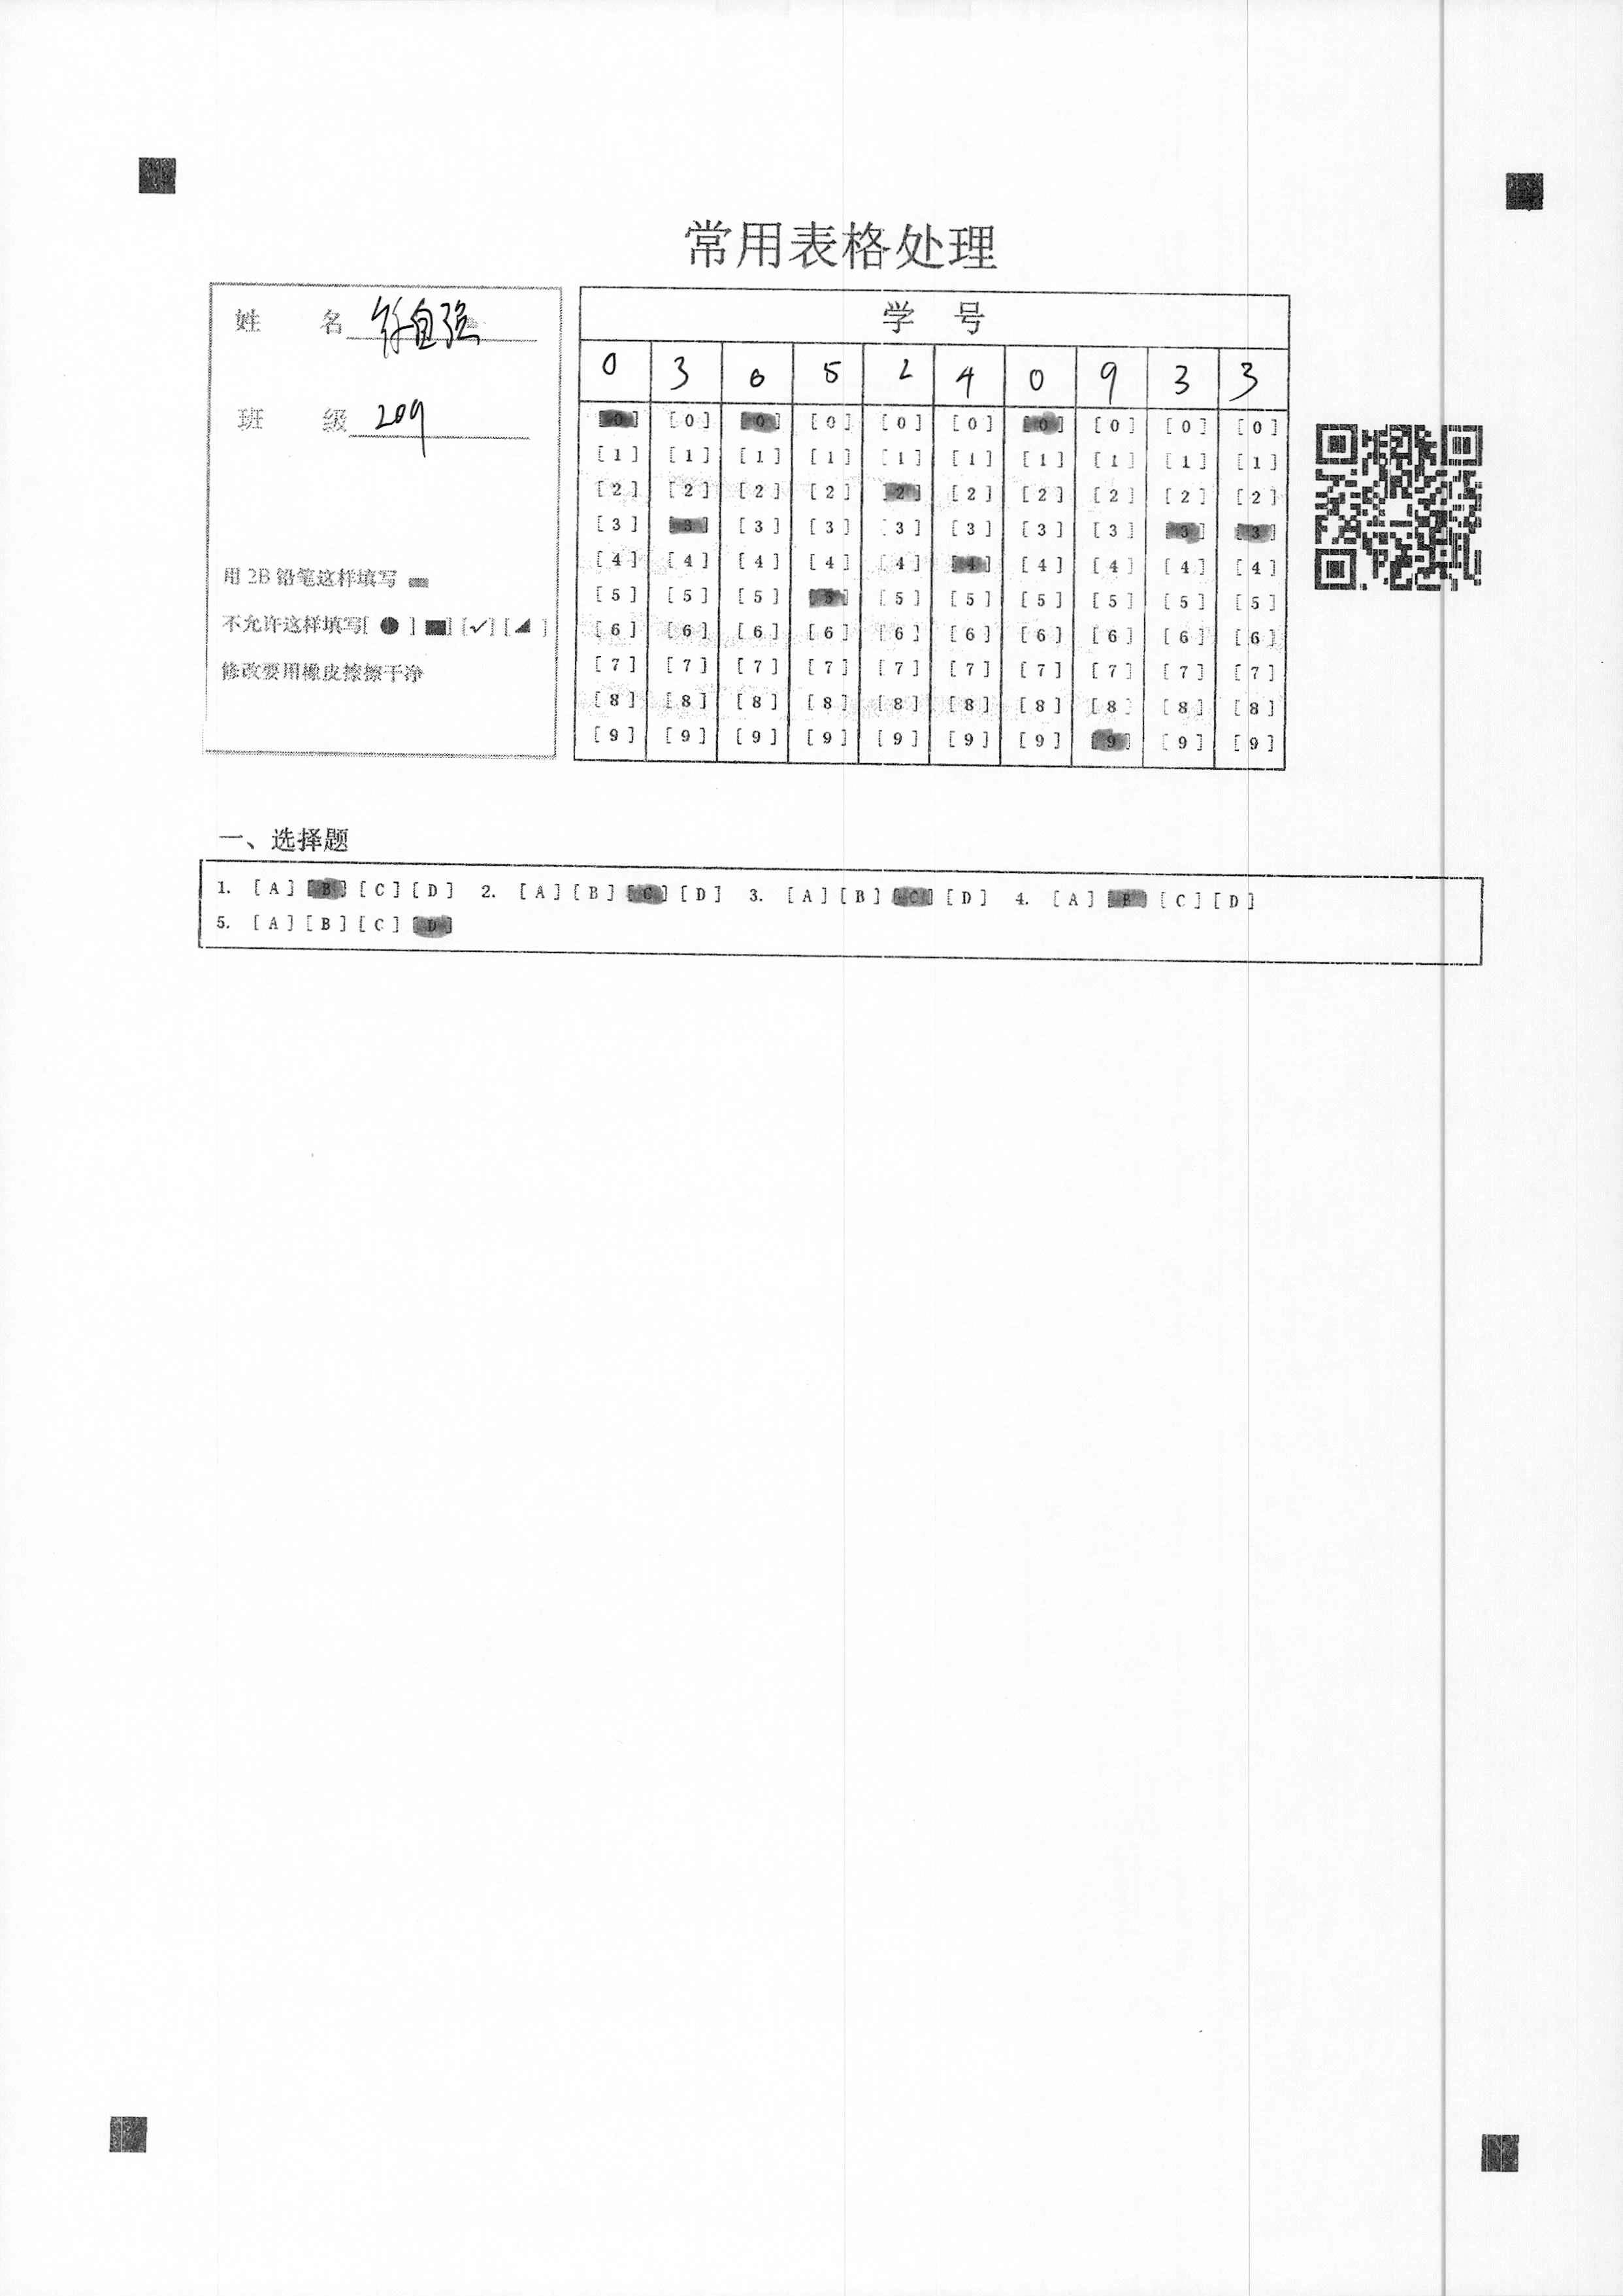 常用表格处理
姓 名 自强
班 级 209
用2B铅笔这样填写
不允许这样填写[ ● ] ■] [✓] [◢ ]
修改要用橡皮擦擦干净
学 号
0 3 0 5 2 4 0 9 3 3
[0] [0] [0] [0] [0] [0] [0] [0] [0] [0]
[1] [1] [1] [1] [1] [1] [1] [1] [1] [1]
[2] [2] [2] [2] [2] [2] [2] [2] [2] [2]
[3] [3] [3] [3] [3] [3] [3] [3] [3] [3]
[4] [4] [4] [4] [4] [4] [4] [4] [4] [4]
[5] [5] [5] [5] [5] [5] [5] [5] [5] [5]
[6] [6] [6] [6] [6] [6] [6] [6] [6] [6]
[7] [7] [7] [7] [7] [7] [7] [7] [7] [7]
[8] [8] [8] [8] [8] [8] [8] [8] [8] [8]
[9] [9] [9] [9] [9] [9] [9] [9] [9] [9]
一、选择题
1. [A] [B] [C] [D] 2. [A] [B] [C] [D] 3. [A] [B] [C] [D] 4. [A] [B] [C] [D]
5. [A] [B] [C] [D]